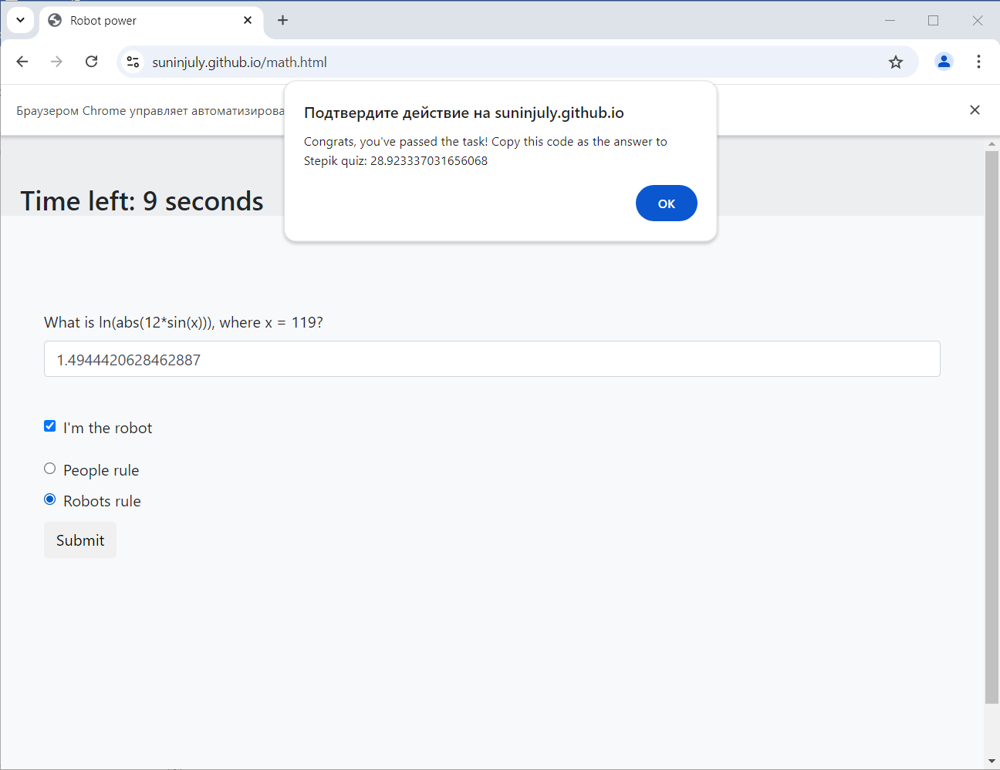 Robot power
suninjuly.github.io/math.html
Браузером Chrome управляет
Подтвердите действие на suninjuly.github.io
Congrats, you've passed the task! Copy this code as the answer to
Stepik quiz: 28.923337031656068
OK
Time left: 9 seconds
What is ln(abs(12*sin(x))), where x = 119?
1.4944420628462887
I'm the robot
People rule
Robots rule
Submit